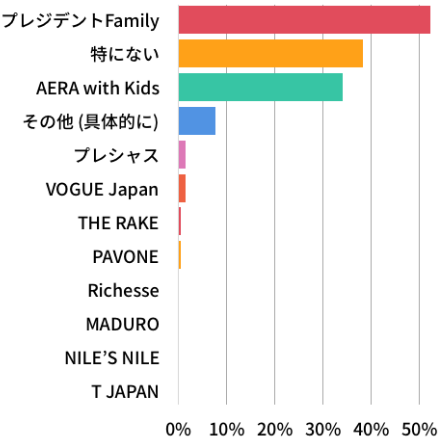 プレジデントFamily
特にない
AERA with Kids
その他 (具体的に)
プレシャス
VOGUE Japan
THE RAKE
PAVONE
Richesse
MADURO
NILE’S NILE
T JAPAN
0% 10% 20% 30% 40% 50%